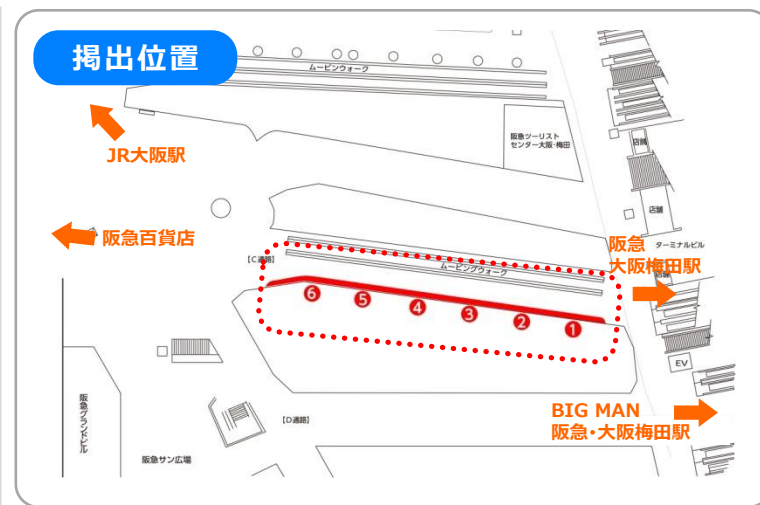 掲出位置
ムービンウォーク
JR大阪駅
阪急ツーリスト
センター大阪・梅田
店舗
店舗
阪急百貨店
阪急
大阪梅田駅
ターミナルビル
【C通路】
ムービングウォーク
6
5
4
3
2
1
EV
BIG MAN
阪急・大阪梅田駅
阪急グランドビル
【D通路】
阪急サン広場